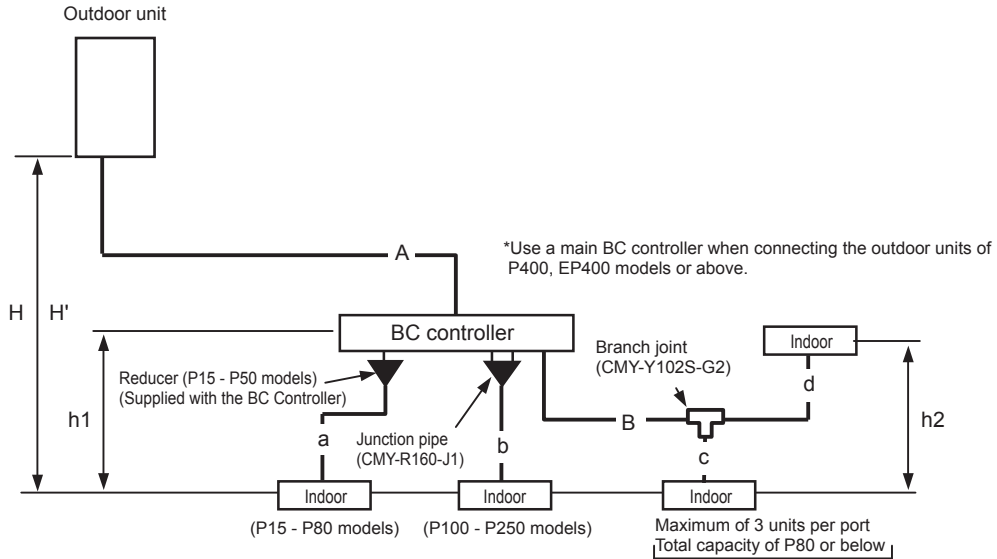 Outdoor unit
A
*Use a main BC controller when connecting the outdoor units of
P400, EP400 models or above.
H
H'
BC controller
Branch joint
(CMY-Y102S-G2)
Indoor
Reducer (P15 - P50 models)
(Supplied with the BC Controller)
h1
a
Junction pipe
(CMY-R160-J1)
b
B
d
c
h2
Indoor
Indoor
Indoor
(P15 - P80 models)
(P100 - P250 models)
Maximum of 3 units per port
Total capacity of P80 or below